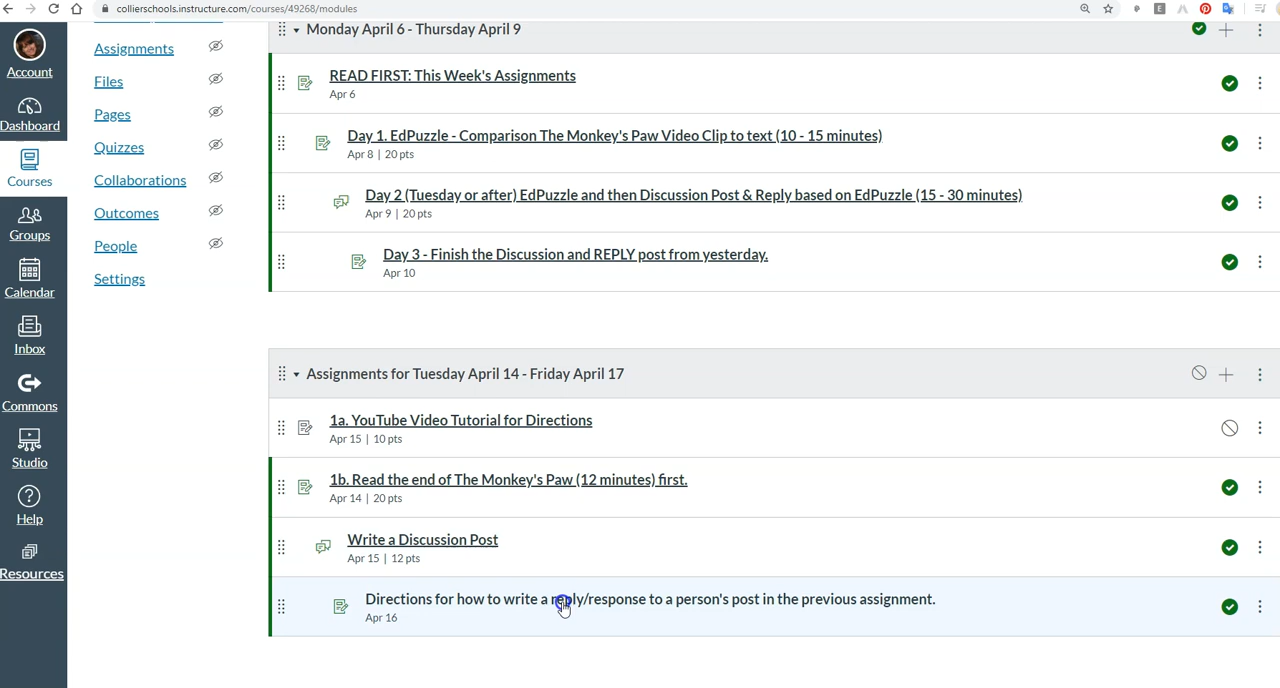 collierschools.instructure.com/courses/49268/modules
Account
Dashboard
Courses
Groups
Calendar
Inbox
Commons
Studio
Help
Resources
Assignments
Files
Pages
Quizzes
Collaborations
Outcomes
People
Settings
Monday April 6 - Thursday April 9
READ FIRST: This Week's Assignments
Apr 6
Day 1. EdPuzzle - Comparison The Monkey's Paw Video Clip to text (10 - 15 minutes)
Apr 8 | 20 pts
Day 2 (Tuesday or after) EdPuzzle and then Discussion Post & Reply based on EdPuzzle (15 - 30 minutes)
Apr 9 | 20 pts
Day 3 - Finish the Discussion and REPLY post from yesterday.
Apr 10
Assignments for Tuesday April 14 - Friday April 17
1a. YouTube Video Tutorial for Directions
Apr 15 | 10 pts
1b. Read the end of The Monkey's Paw (12 minutes) first.
Apr 14 | 20 pts
Write a Discussion Post
Apr 15 | 12 pts
Directions for how to write a reply/response to a person's post in the previous assignment.
Apr 16